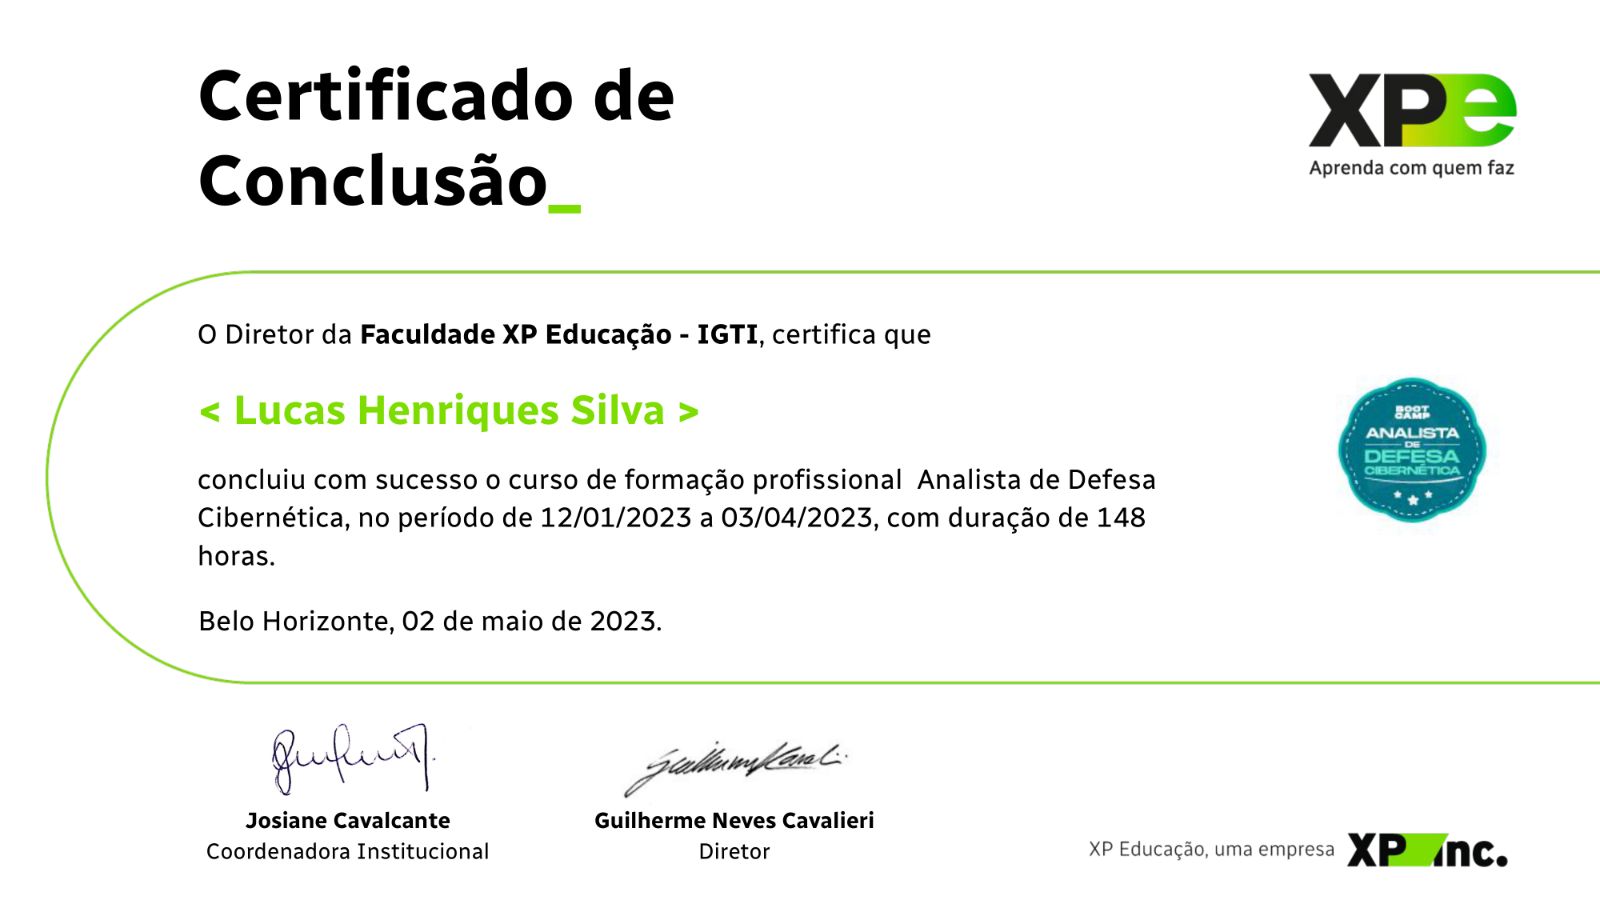 Certificado de
Conclusão_
XPe
Aprenda com quem faz
O Diretor da Faculdade XP Educação - IGTI, certifica que
< Lucas Henriques Silva >
concluiu com sucesso o curso de formação profissional  Analista de Defesa
Cibernética, no período de 12/01/2023 a 03/04/2023, com duração de 148
horas.
Belo Horizonte, 02 de maio de 2023.
BOOT
CAMP
ANALISTA
DE
DEFESA
CIBERNÉTICA
Josiane Cavalcante
Coordenadora Institucional
Guilherme Neves Cavalieri
Diretor
XP Educação, uma empresa XP inc.